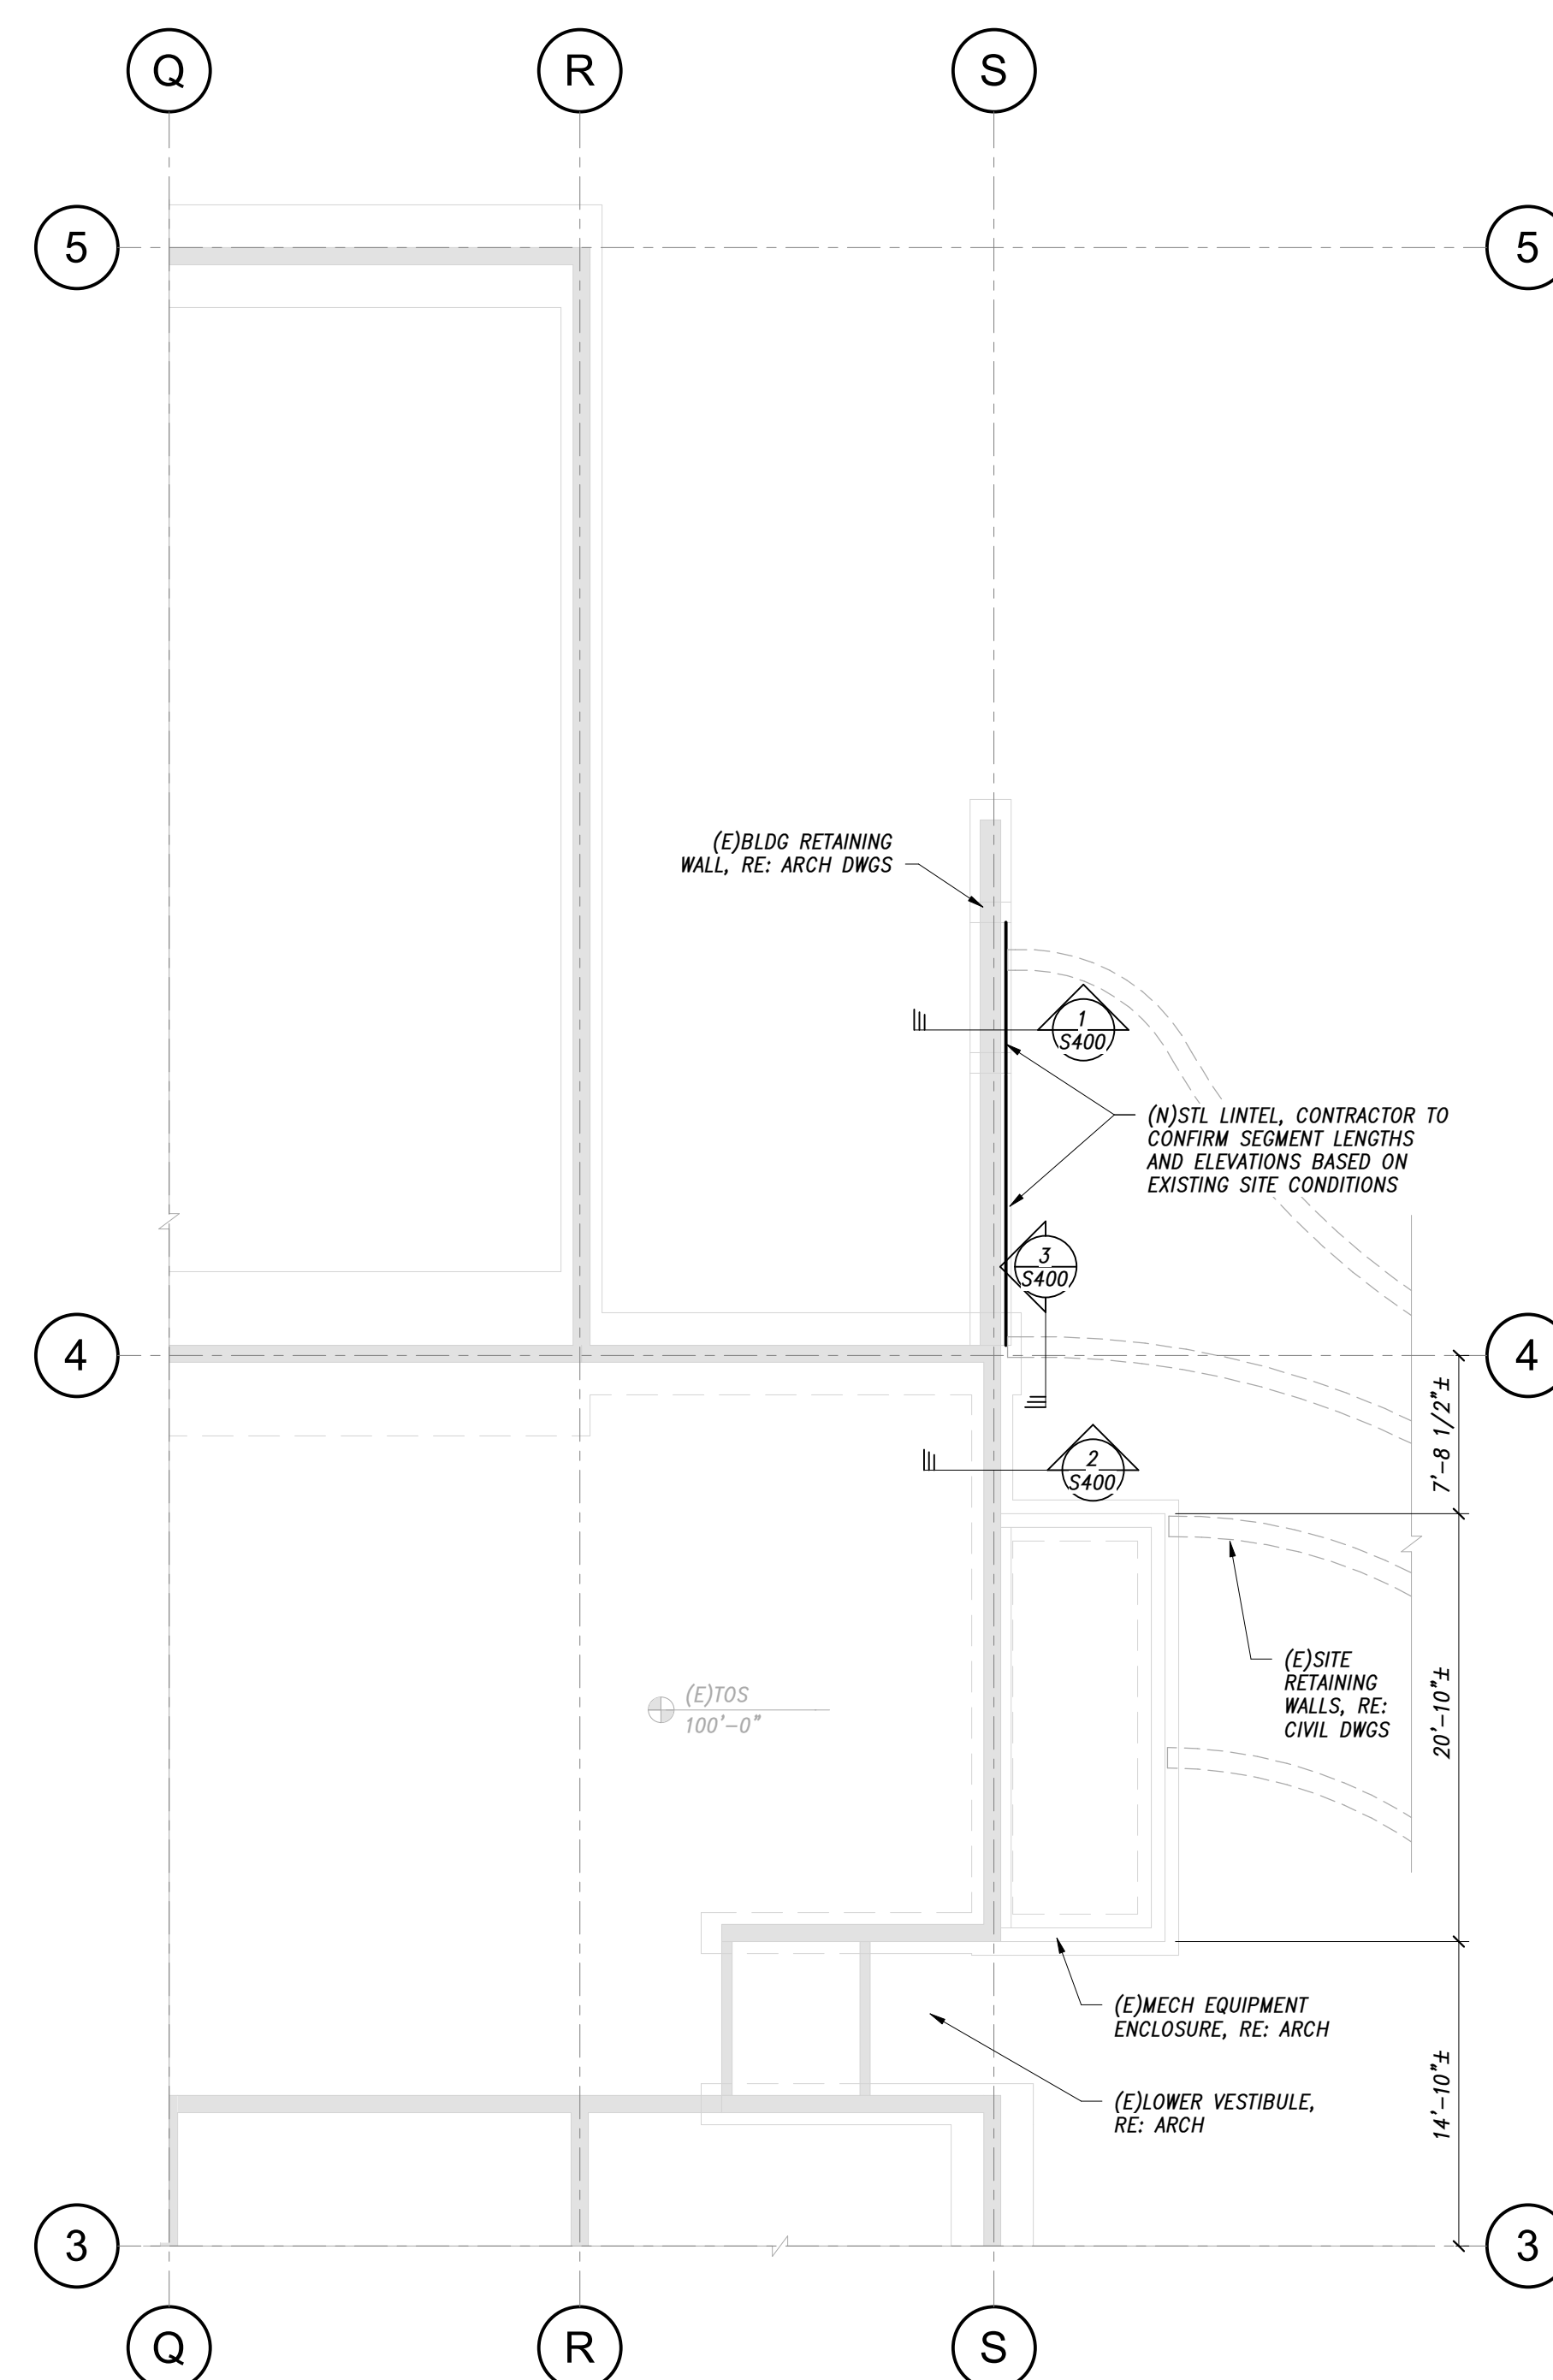 Q
R
S
5
5
(E)BLDG RETAINING
WALL, RE: ARCH DWGS
1
S400
(N)STL LINTEL, CONTRACTOR TO
CONFIRM SEGMENT LENGTHS
AND ELEVATIONS BASED ON
EXISTING SITE CONDITIONS
3
S400
4
4
7'-8 1/2"±
2
S400
(E)SITE
RETAINING
WALLS, RE:
CIVIL DWGS
20'-10"±
(E)TOS
100'-0"
(E)MECH EQUIPMENT
ENCLOSURE, RE: ARCH
(E)LOWER VESTIBULE,
RE: ARCH
14'-10"±
3
3
Q
R
S